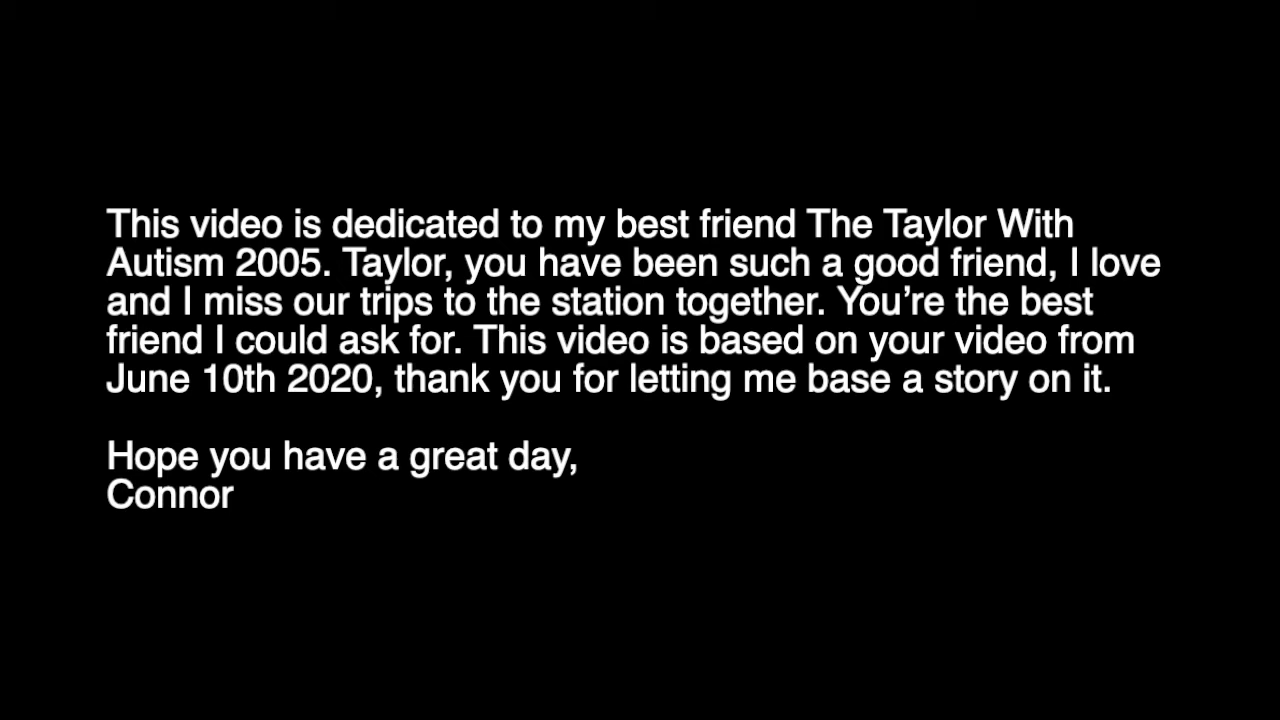 This video is dedicated to my best friend The Taylor With
Autism 2005. Taylor, you have been such a good friend, I love
and I miss our trips to the station together. You’re the best
friend I could ask for. This video is based on your video from
June 10th 2020, thank you for letting me base a story on it.
Hope you have a great day,
Connor